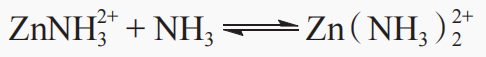 ZnNH₃²⁺ + NH₃ ⇌ Zn(NH₃)₂²⁺